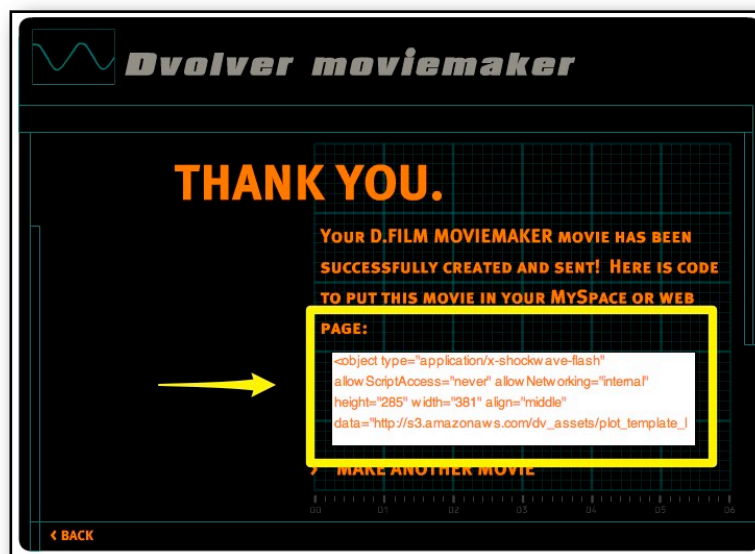 Dvolver moviemaker
THANK YOU.
YOUR D.FILM MOVIEMAKER MOVIE HAS BEEN
SUCCESSFULLY CREATED AND SENT! HERE IS CODE
TO PUT THIS MOVIE IN YOUR MYSPACE OR WEB
PAGE:
<object type="application/x-shockwave-flash"
allowScriptAccess="never" allowNetworking="internal"
height="285" width="381" align="middle"
data="http://s3.amazonaws.com/dv_assets/plot_template_l
> MAKE ANOTHER MOVIE
00 01 02 03 04 05 06
< BACK